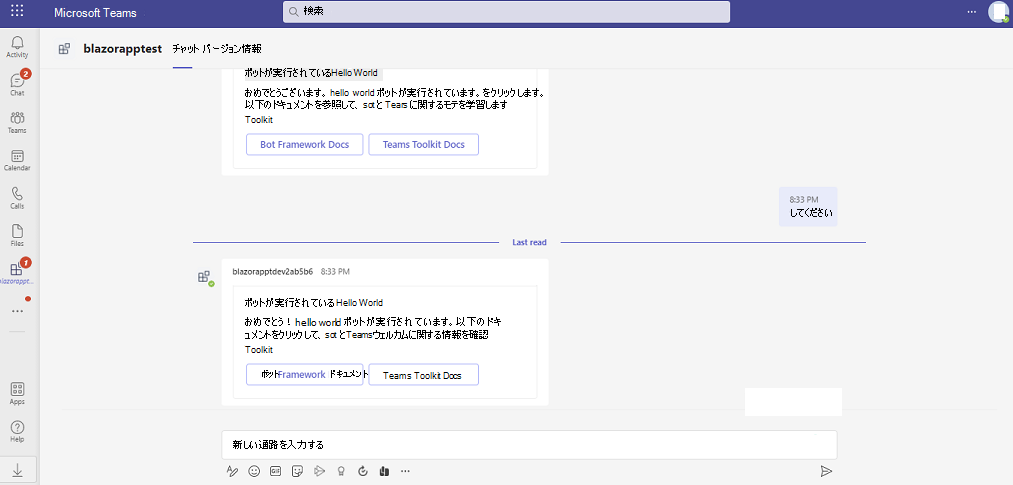 Microsoft Teams
検索
Activity
2
Chat
Teams
Calendar
Calls
Files
1
blazorappt...
Apps
Help
blazorapptest チャット バージョン情報
ボットが実行されているHello World
おめでとうございます。hello world ボットが実行されています。をクリックします。
以下のドキュメントを参照して、sotと Tearsに関するモテを学習します
Toolkit
Bot Framework Docs
Teams Toolkit Docs
8:33 PM
してください
Last read
blazorapptdev2ab5b6 8:33 PM
ボットが実行されている Hello World
おめでとう! hello world ボットが実行されています。以下のドキ
ュメントをクリックして、sotとTeamsウェルカムに関する情報を確認
Toolkit
ボットFramework ドキュメント
Teams Toolkit Docs
新しい通路を入力する
GIF